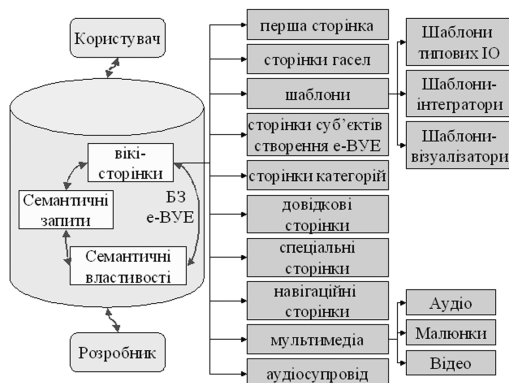 Користувач
вікі-
сторінки
Семантичні
запити
БЗ
е-ВУЕ
Семантичні
властивості
Розробник
перша сторінка
сторінки гасел
шаблони
сторінки суб’єктів
створення е-ВУЕ
сторінки категорій
довідкові
сторінки
спеціальні
сторінки
навігаційні
сторінки
мультимедіа
аудіосупровід
Шаблони
типових ІО
Шаблони-
інтегратори
Шаблони-
візуалізатори
Аудіо
Малюнки
Відео